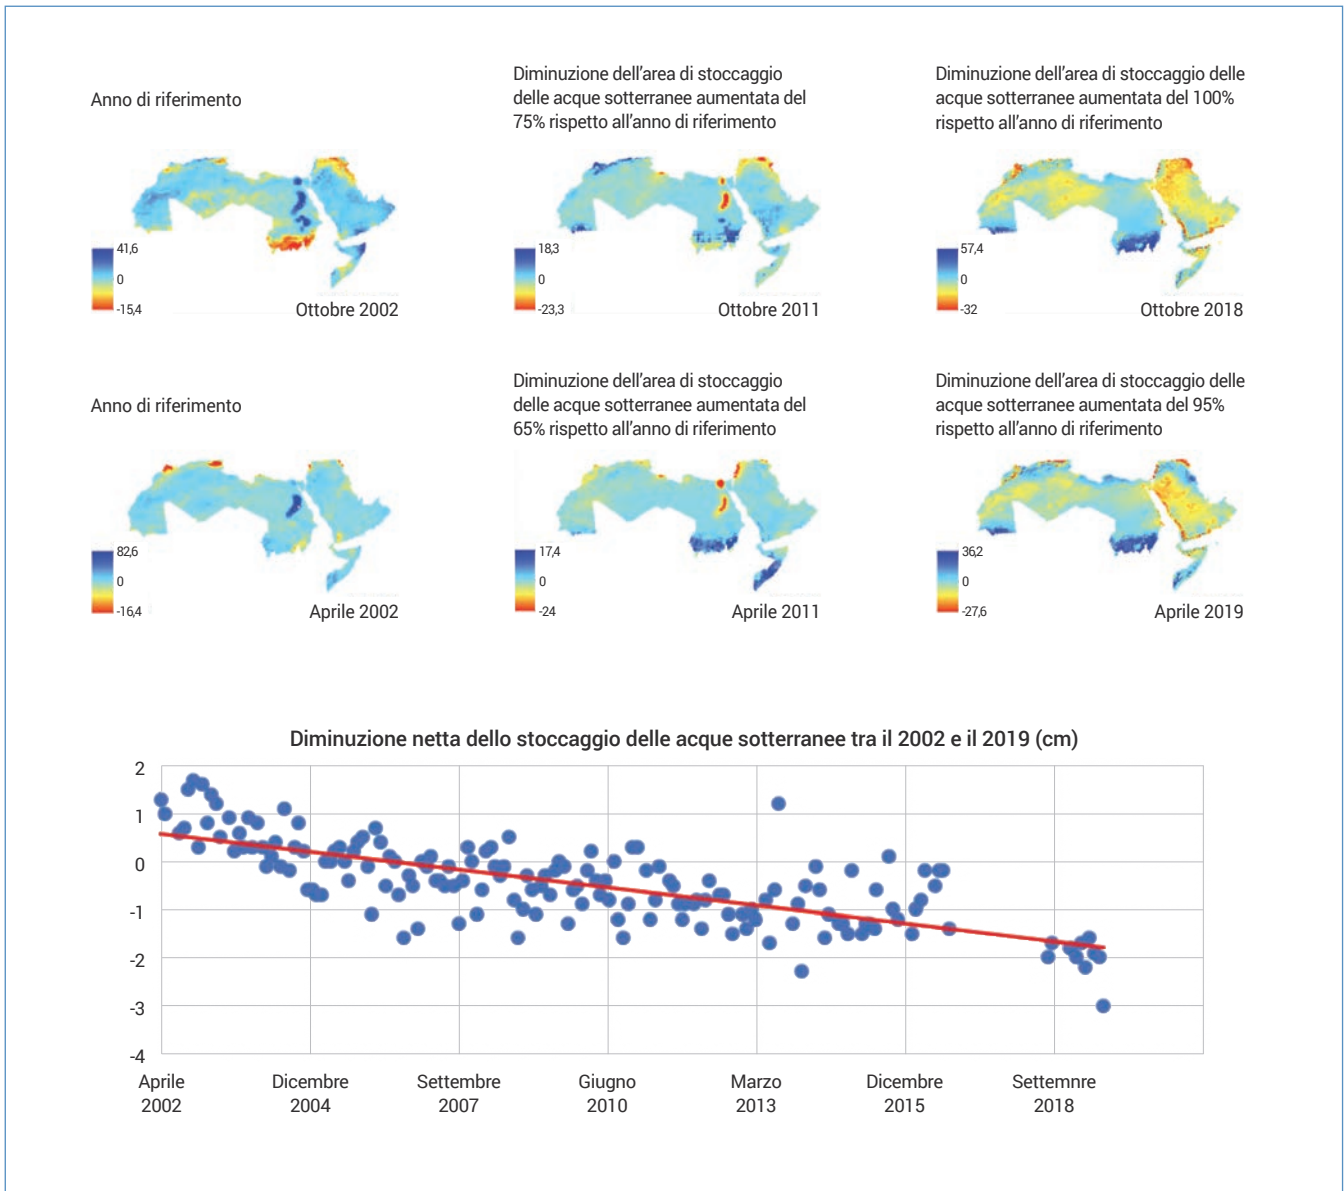 Anno di riferimento
Diminuzione dell'area di stoccaggio
delle acque sotterranee aumentata del
75% rispetto all'anno di riferimento
Diminuzione dell'area di stoccaggio delle
acque sotterranee aumentata del 100%
rispetto all'anno di riferimento
41,6
0
-15,4
Ottobre 2002
18,3
0
-23,3
Ottobre 2011
57,4
0
-32
Ottobre 2018
Anno di riferimento
Diminuzione dell'area di stoccaggio
delle acque sotterranee aumentata del
65% rispetto all'anno di riferimento
Diminuzione dell'area di stoccaggio delle
acque sotterranee aumentata del 95%
rispetto all'anno di riferimento
82,6
0
-16,4
Aprile 2002
17,4
0
-24
Aprile 2011
36,2
0
-27,6
Aprile 2019
Diminuzione netta dello stoccaggio delle acque sotterranee tra il 2002 e il 2019 (cm)
2
1
0
-1
-2
-3
-4
Aprile
2002
Dicembre
2004
Settembre
2007
Giugno
2010
Marzo
2013
Dicembre
2015
Settemnre
2018